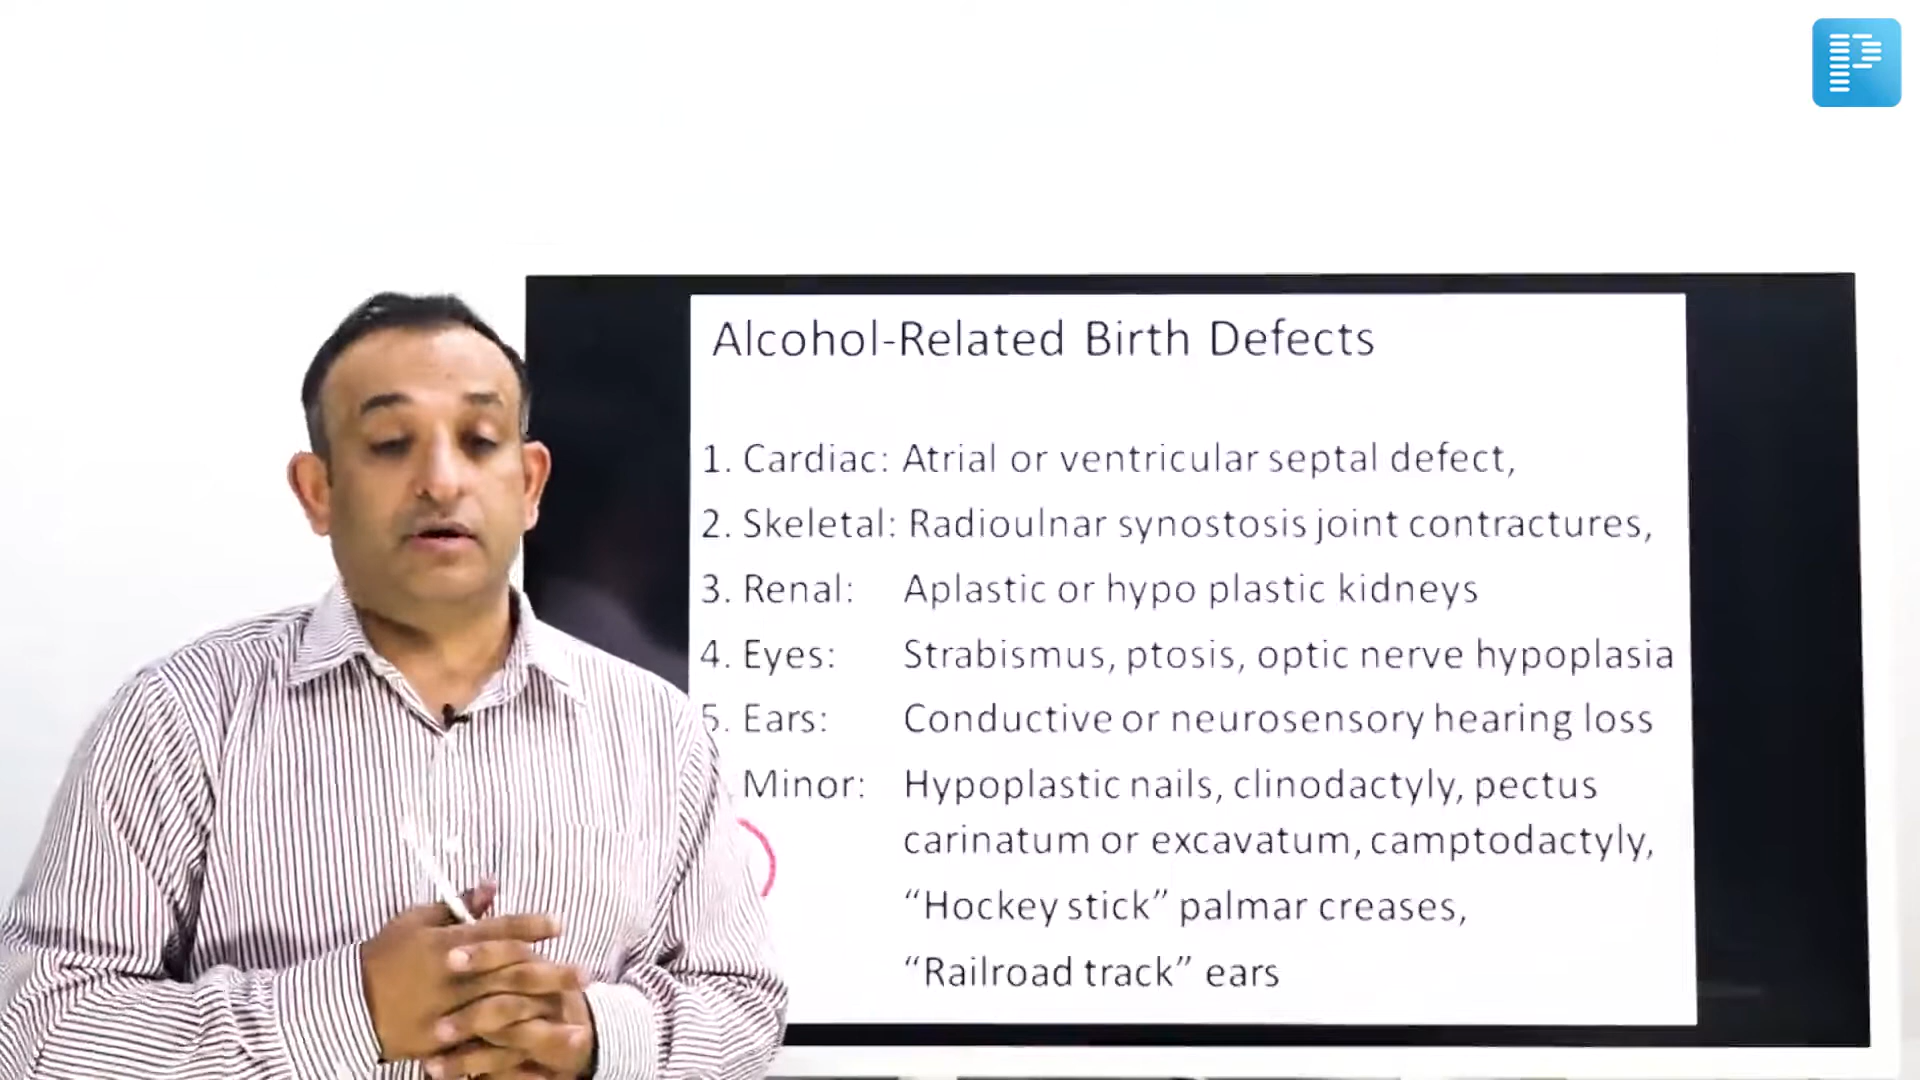 Alcohol-Related Birth Defects
1. Cardiac: Atrial or ventricular septal defect,
2. Skeletal: Radioulnar synostosis joint contractures,
3. Renal: Aplastic or hypo plastic kidneys
4. Eyes: Strabismus, ptosis, optic nerve hypoplasia
5. Ears: Conductive or neurosensory hearing loss
Minor: Hypoplastic nails, clinodactyly, pectus
carinatum or excavatum, camptodactyly,
“Hockey stick” palmar creases,
“Railroad track” ears